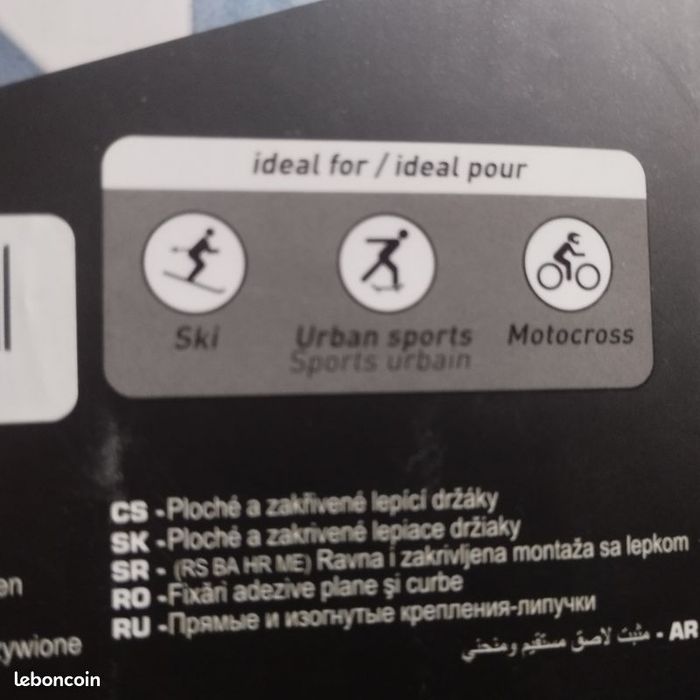 ideal for / ideal pour
Ski
Urban sports
Sports urbain
Motocross
CS -Ploché a zakřivené lepící držáky
SK -Ploché a zakrivené lepiace držiaky
SR - (RS BA HR ME) Ravna i zakrivljena montaža sa lepkom
RO -Fixări adezive plane şi curbe
RU -Прямые и изогнутые крепления-липучки
AR - مثبت لاصق مستقيم ومنحني
en
ywione
leboncoin